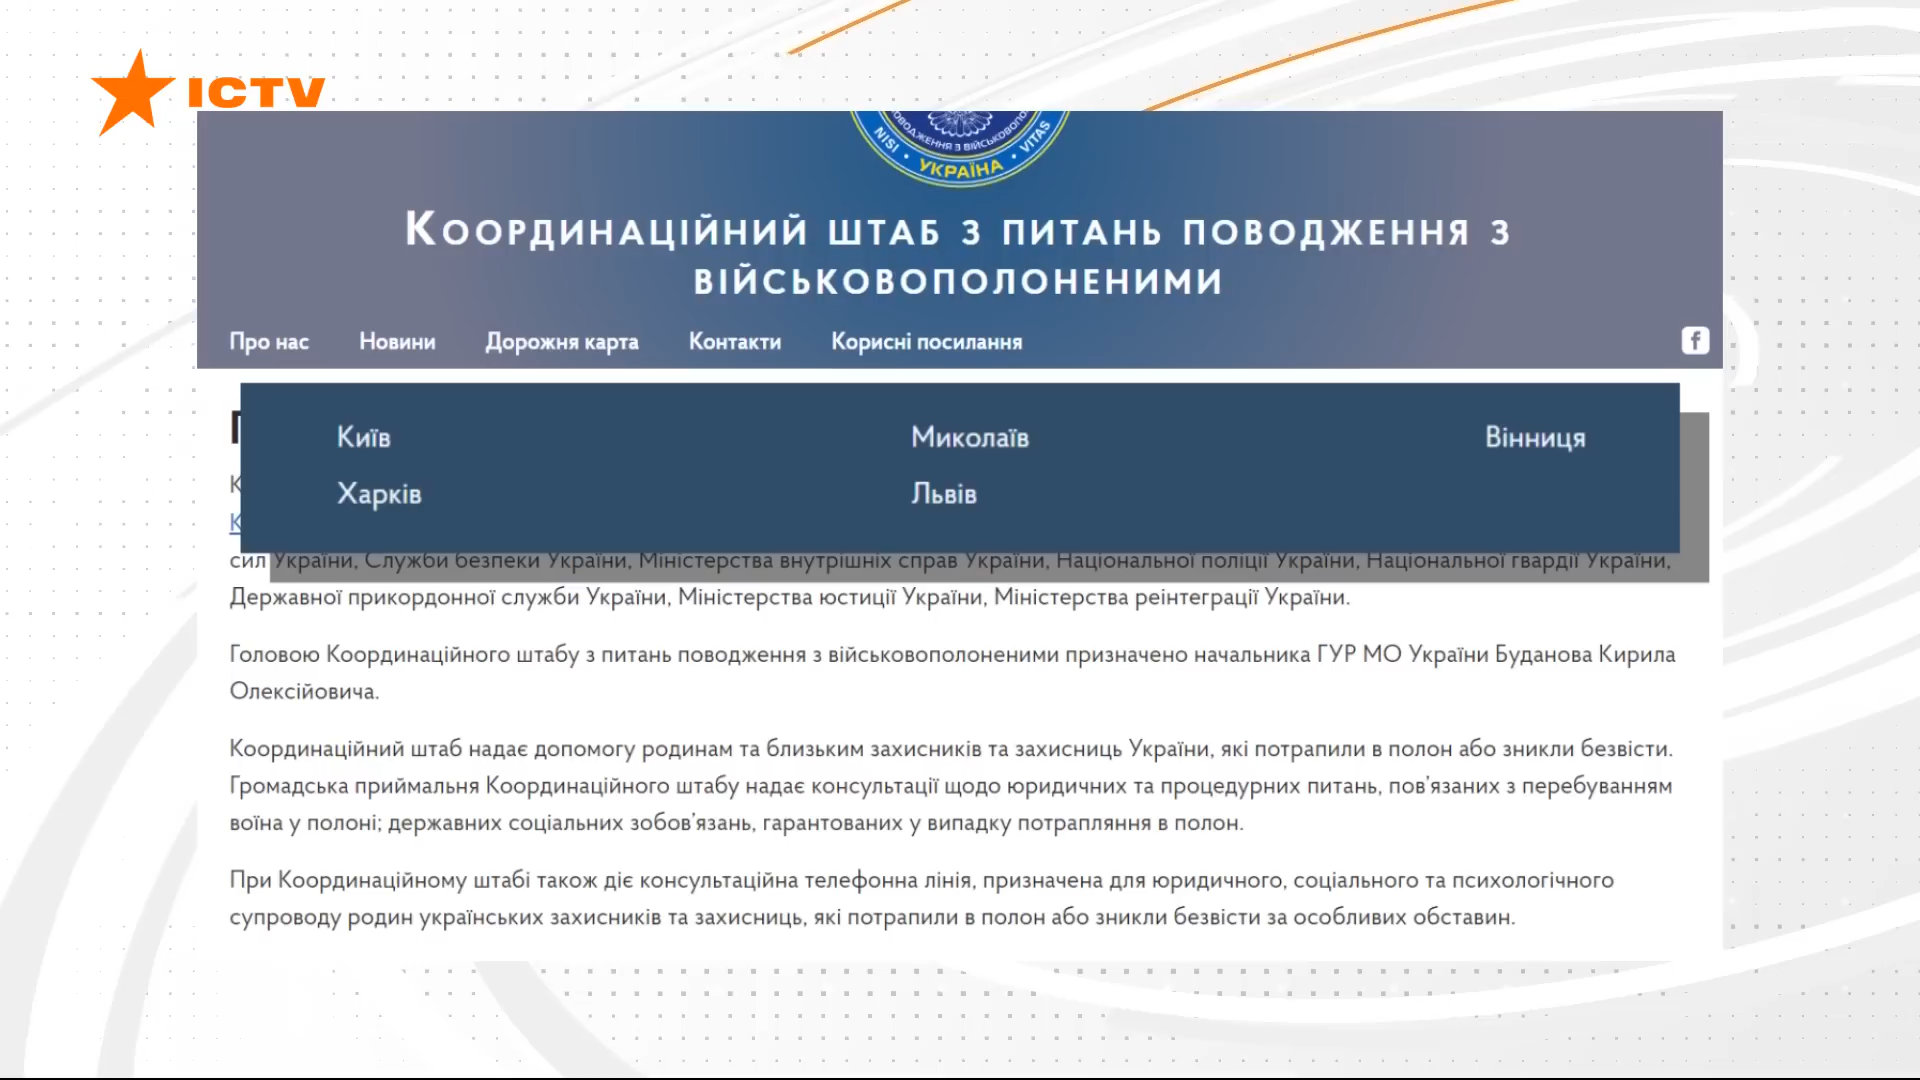 ICTV
ПОВОДЖЕННЯ З ВІЙСЬКОВОПОЛО
NISI • УКРАЇНА • VITAS
Координаційний штаб з питань поводження з
військовополоненими
Про нас Новини Дорожня карта Контакти Корисні посилання
Київ Миколаїв Вінниця
Харків Львів
сил України, Служби безпеки України, Міністерства внутрішніх справ України, Національної поліції України, Національної гвардії України,
Державної прикордонної служби України, Міністерства юстиції України, Міністерства реінтеграції України.
Головою Координаційного штабу з питань поводження з військовополоненими призначено начальника ГУР МО України Буданова Кирила
Олексійовича.
Координаційний штаб надає допомогу родинам та близьким захисників та захисниць України, які потрапили в полон або зникли безвісти.
Громадська приймальня Координаційного штабу надає консультації щодо юридичних та процедурних питань, пов’язаних з перебуванням
воїна у полоні; державних соціальних зобов’язань, гарантованих у випадку потрапляння в полон.
При Координаційному штабі також діє консультаційна телефонна лінія, призначена для юридичного, соціального та психологічного
супроводу родин українських захисників та захисниць, які потрапили в полон або зникли безвісти за особливих обставин.